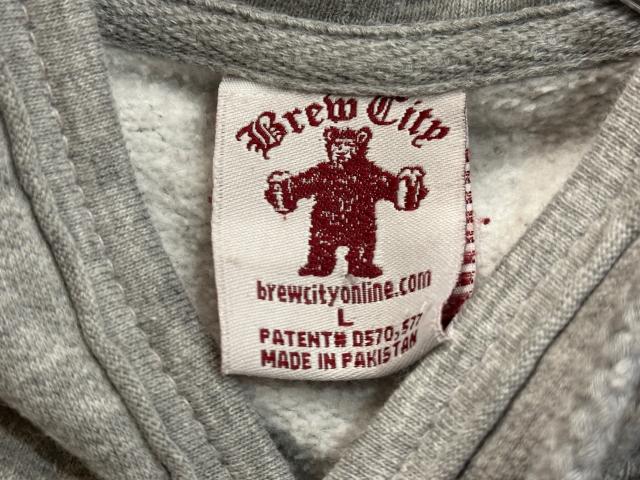 Brew City
brewcityonline.com
L
PATENT# D570,577
MADE IN PAKISTAN